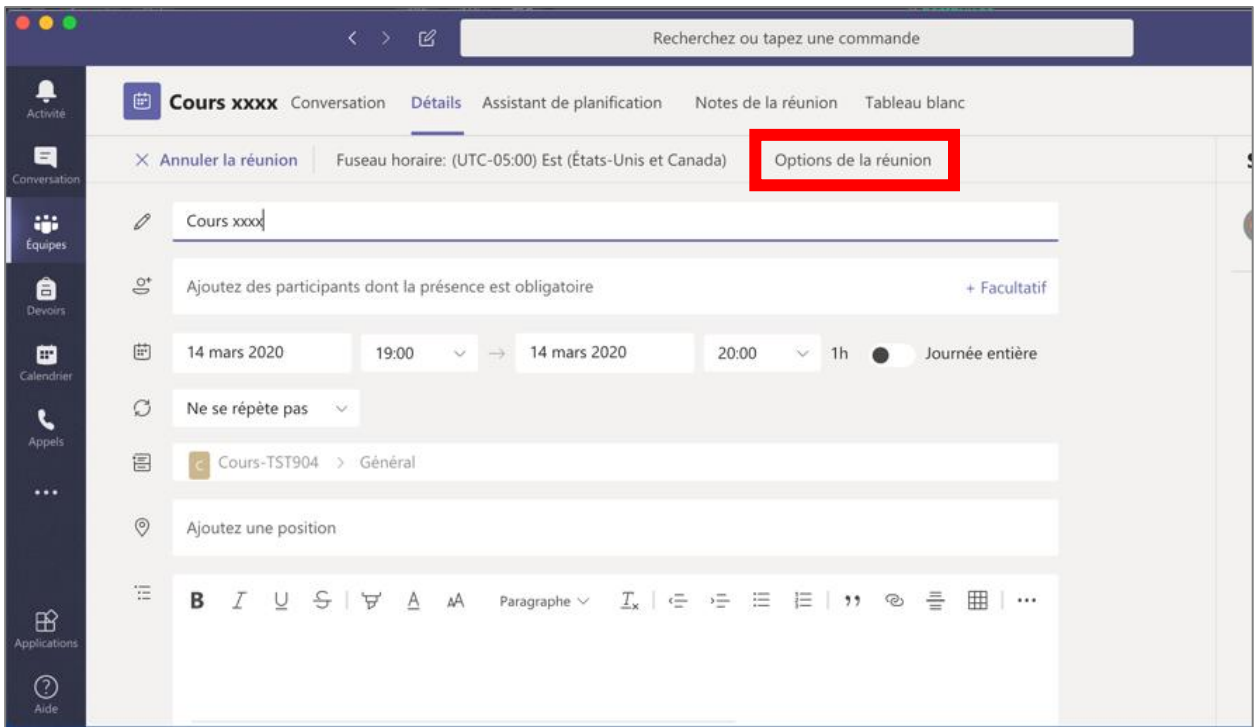 Recherchez ou tapez une commande
Activité
Conversation
Équipes
Devoirs
Calendrier
Appels
Applications
Aide
Cours xxxx Conversation Détails Assistant de planification Notes de la réunion Tableau blanc
Annuler la réunion Fuseau horaire: (UTC-05:00) Est (États-Unis et Canada) Options de la réunion
Cours xxxx
Ajoutez des participants dont la présence est obligatoire + Facultatif
14 mars 2020 19:00 → 14 mars 2020 20:00 1h Journée entière
Ne se répète pas
C Cours-TST904 > Général
Ajoutez une position
B I U S A AA Paragraphe